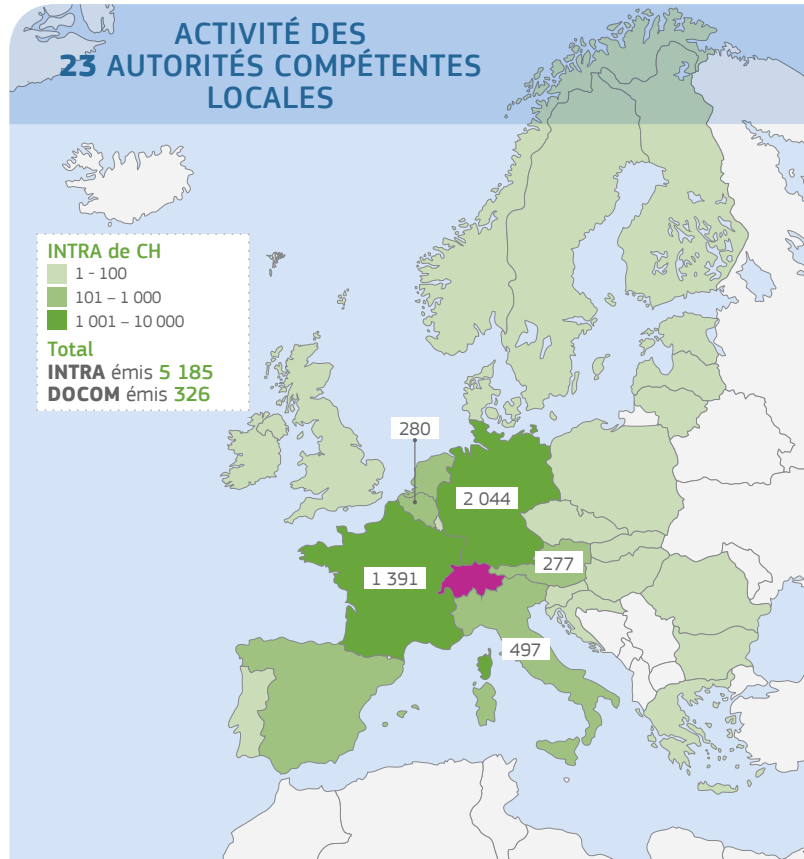 ACTIVITÉ DES
23 AUTORITÉS COMPÉTENTES
LOCALES
INTRA de CH
1 - 100
101 – 1 000
1 001 – 10 000
Total
INTRA émis 5 185
DOCOM émis 326
280
2 044
1 391
277
497